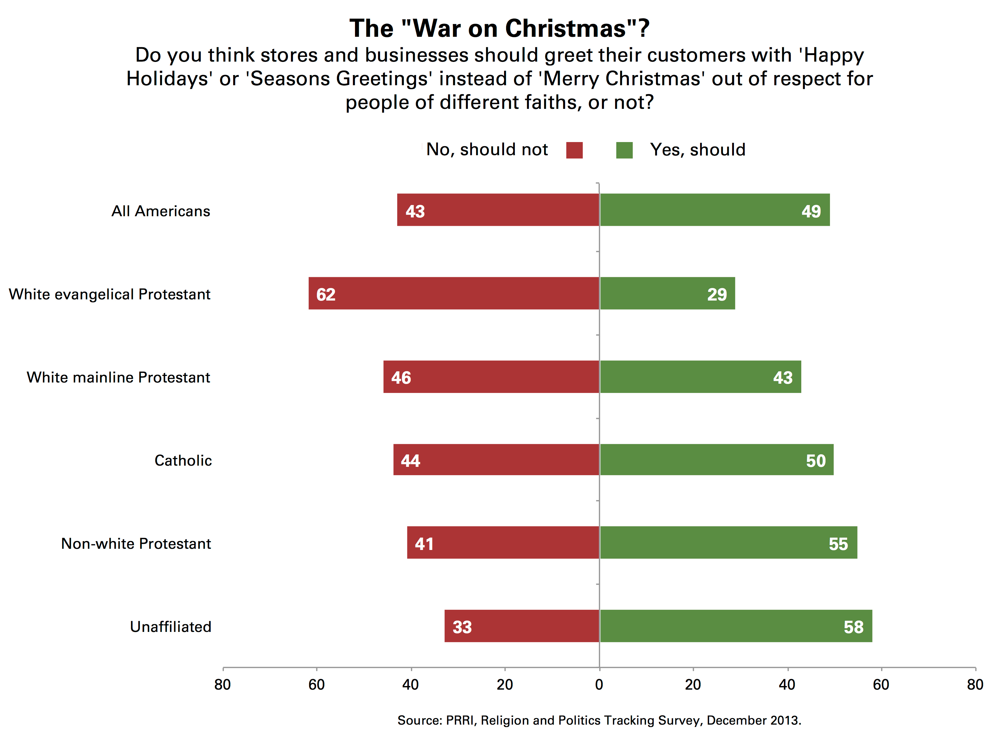 The "War on Christmas"?
Do you think stores and businesses should greet their customers with 'Happy
Holidays' or 'Seasons Greetings' instead of 'Merry Christmas' out of respect for
people of different faiths, or not?
No, should not Yes, should
All Americans 43 49
White evangelical Protestant 62 29
White mainline Protestant 46 43
Catholic 44 50
Non-white Protestant 41 55
Unaffiliated 33 58
80 60 40 20 0 20 40 60 80
Source: PRRI, Religion and Politics Tracking Survey, December 2013.